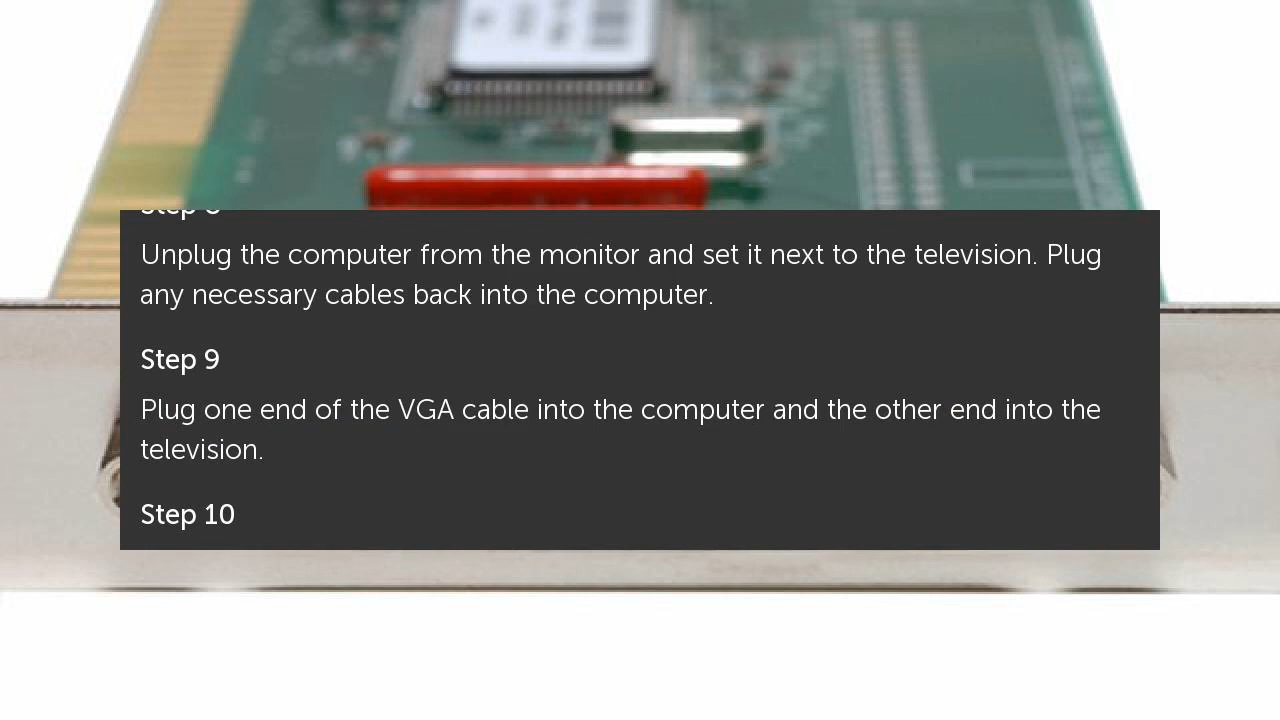 Unplug the computer from the monitor and set it next to the television. Plug
any necessary cables back into the computer.
Step 9
Plug one end of the VGA cable into the computer and the other end into the
television.
Step 10